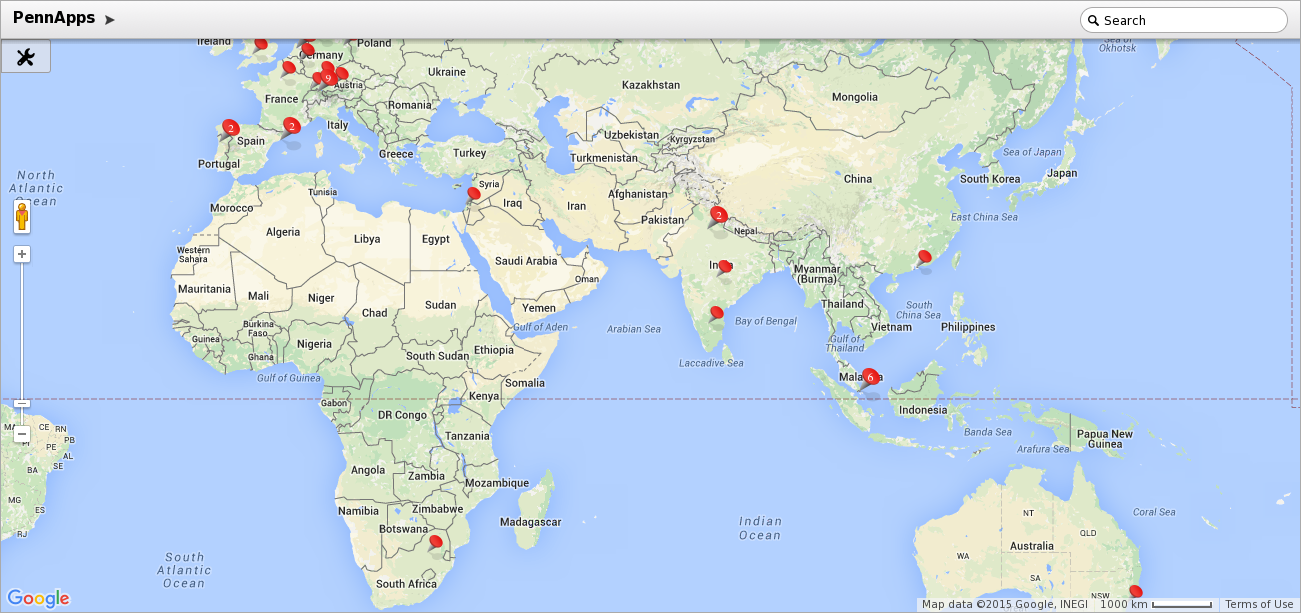 PennApps
Search
Ireland
Poland
Germany
Sea of
Okhotsk
Ukraine
Kazakhstan
Mongolia
9
Austria
France
Romania
2
2
Italy
Spain
Uzbekistan
Kyrgyzstan
Portugal
Greece
Turkey
Turkmenistan
Sea of Japan
Japan
South Korea
China
North
Atlantic
Ocean
Tunisia
Syria
Afghanistan
Morocco
Iraq
Iran
Pakistan
2
Nepal
East China Sea
Algeria
Libya
Egypt
Western
Sahara
Saudi Arabia
India
Oman
Myanmar
(Burma)
Mauritania
Mali
Niger
Sudan
Yemen
Thailand
South
China Sea
Chad
Burkina
Faso
Gulf of Aden
Arabian Sea
Bay of Bengal
Vietnam
Philippines
Guinea
Nigeria
Ghana
South Sudan
Ethiopia
Gulf of
Thailand
Laccadive Sea
Gulf of Guinea
Somalia
Malaysia
6
Kenya
Gabon
DR Congo
Indonesia
MA
CE
RN
PI
PB
PE
AL
SE
BA
Tanzania
Banda Sea
Papua New
Guinea
Arafura Sea
Angola
Zambia
Mozambique
MG
ES
RJ
Namibia
Zimbabwe
Botswana
Madagascar
Indian
Ocean
NT
Coral Sea
QLD
Australia
WA
SA
NSW
South
Atlantic
Ocean
South Africa
Google
Map data ©2015 Google, INEGI
1000 km
Terms of Use